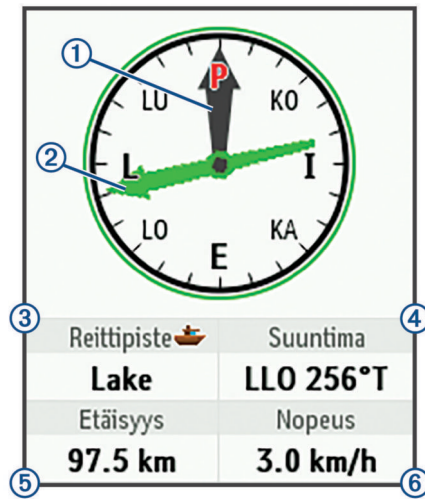 1
P
LU KO
2
L I
LO KA
E
3 4
Reittipiste Suuntima
Lake LLO 256°T
Etäisyys Nopeus
97.5 km 3.0 km/h
5 6